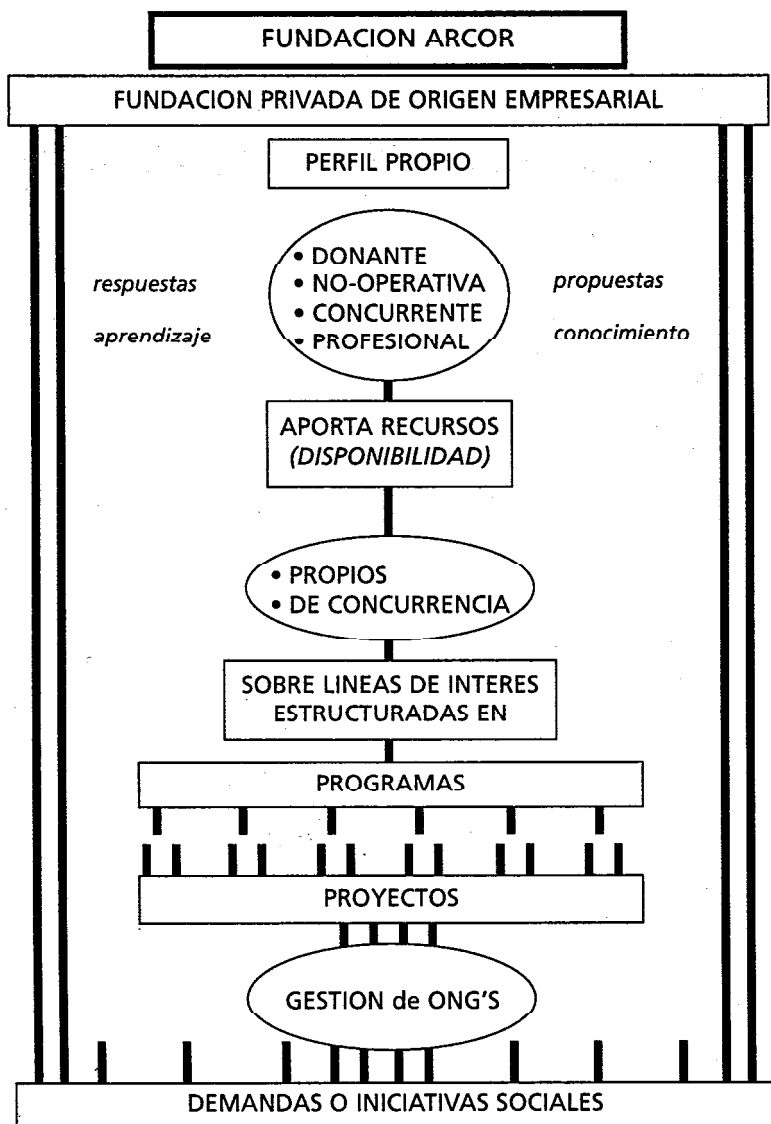 FUNDACION ARCOR
FUNDACION PRIVADA DE ORIGEN EMPRESARIAL
PERFIL PROPIO
• DONANTE
• NO-OPERATIVA
• CONCURRENTE
• PROFESIONAL
respuestas
aprendizaje
propuestas
conocimiento
APORTA RECURSOS
(DISPONIBILIDAD)
• PROPIOS
• DE CONCURRENCIA
SOBRE LINEAS DE INTERES
ESTRUCTURADAS EN
PROGRAMAS
PROYECTOS
GESTION de ONG'S
DEMANDAS O INICIATIVAS SOCIALES